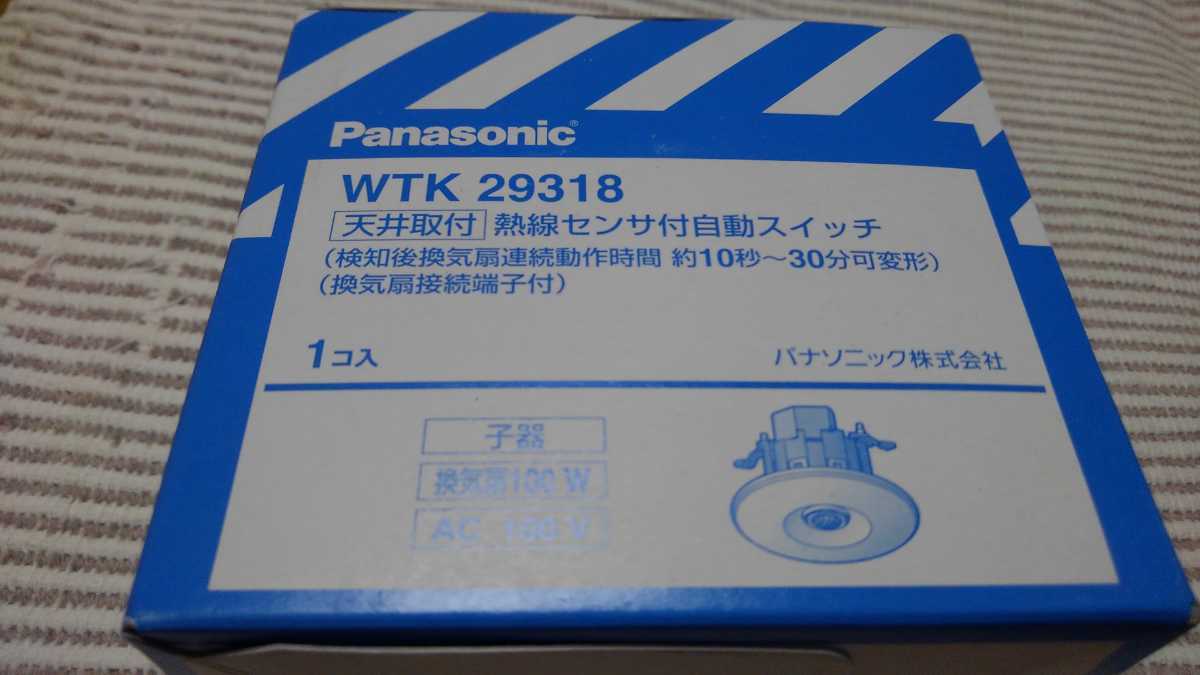 Panasonic®
WTK 29318
天井取付 熱線センサ付自動スイッチ
(検知後換気扇連続動作時間 約10秒～30分可変形)
(換気扇接続端子付)
1コ入 パナソニック株式会社
子器
換気扇100 W
AC 100 V